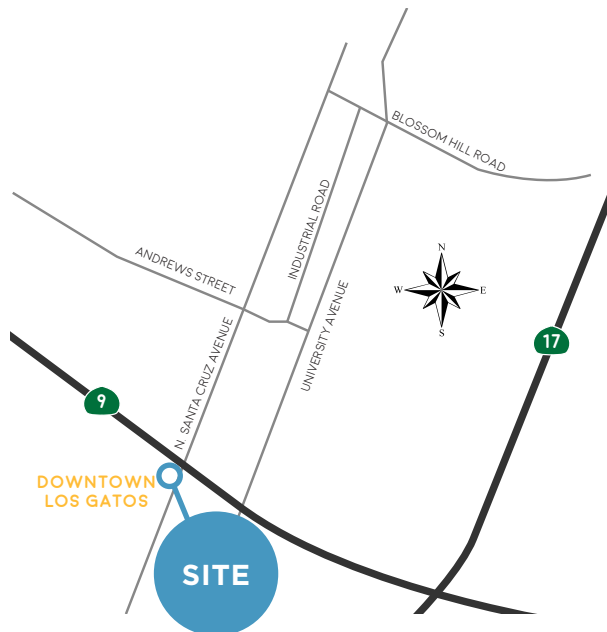 BLOSSOM HILL ROAD
INDUSTRIAL ROAD
ANDREWS STREET
N
W
E
S
UNIVERSITY AVENUE
N. SANTA CRUZ AVENUE
17
9
DOWNTOWN
LOS GATOS
SITE